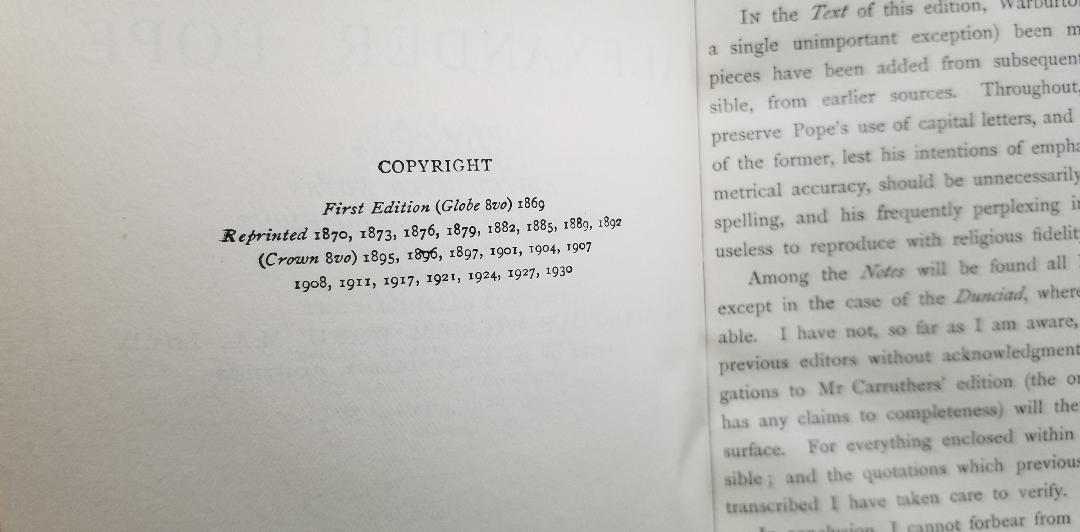 COPYRIGHT
First Edition (Globe 8vo) 1869
Reprinted 1870, 1873, 1876, 1879, 1882, 1885, 1889, 1892
(Crown 8vo) 1895, 1896, 1897, 1901, 1904, 1907
1908, 1911, 1917, 1921, 1924, 1927, 1930
IN the Text of this edition,
a single unimportant exception) been
pieces have been added from
sible, from earlier sources. Throughout,
preserve Pope's use of capital letters, and
of the former, lest his intentions of
metrical accuracy, should be unnecessarily
spelling, and his frequently perplexing
useless to reproduce with religious
Among the Notes will be found all
except in the case of the Dunciad,
able. I have not, so far as I am aware,
previous editors without acknowledgment
gations to Mr Carruthers' edition (the
has any claims to completeness) will
surface. For everything enclosed within
sible; and the quotations which
transcribed I have taken care to verify.
I cannot forbear from